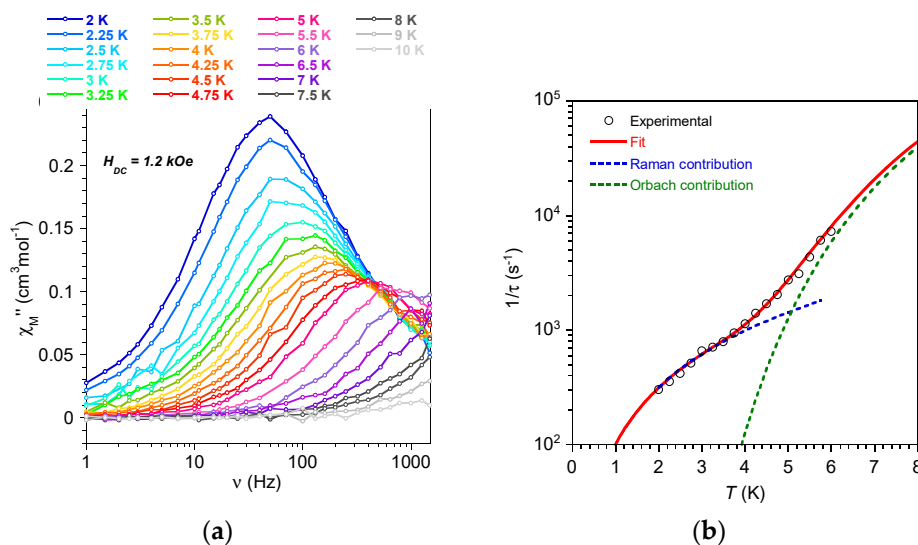 2 K 3.5 K 5 K 8 K
2.25 K 3.75 K 5.5 K 9 K
2.5 K 4 K 6 K 10 K
2.75 K 4.25 K 6.5 K
3 K 4.5 K 7 K
3.25 K 4.75 K 7.5 K
H_DC = 1.2 kOe
0.2
0.15
0.1
0.05
0
χ_M'' (cm³mol⁻¹)
1 10 100 1000
ν (Hz)
(a)
10⁵
10⁴
10³
10²
1/τ (s⁻¹)
Experimental
Fit
Raman contribution
Orbach contribution
0 1 2 3 4 5 6 7 8
T (K)
(b)